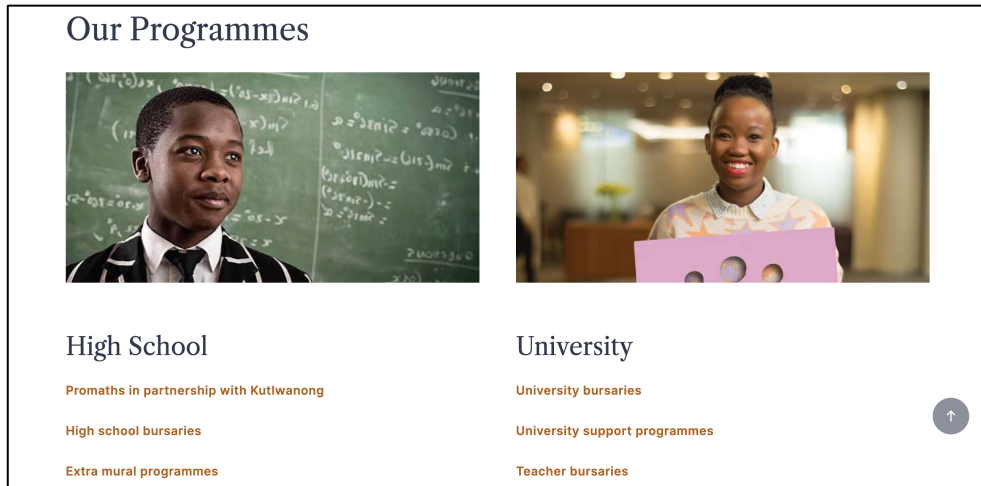 Our Programmes
High School
Promaths in partnership with Kutlwanong
High school bursaries
Extra mural programmes
University
University bursaries
University support programmes
Teacher bursaries